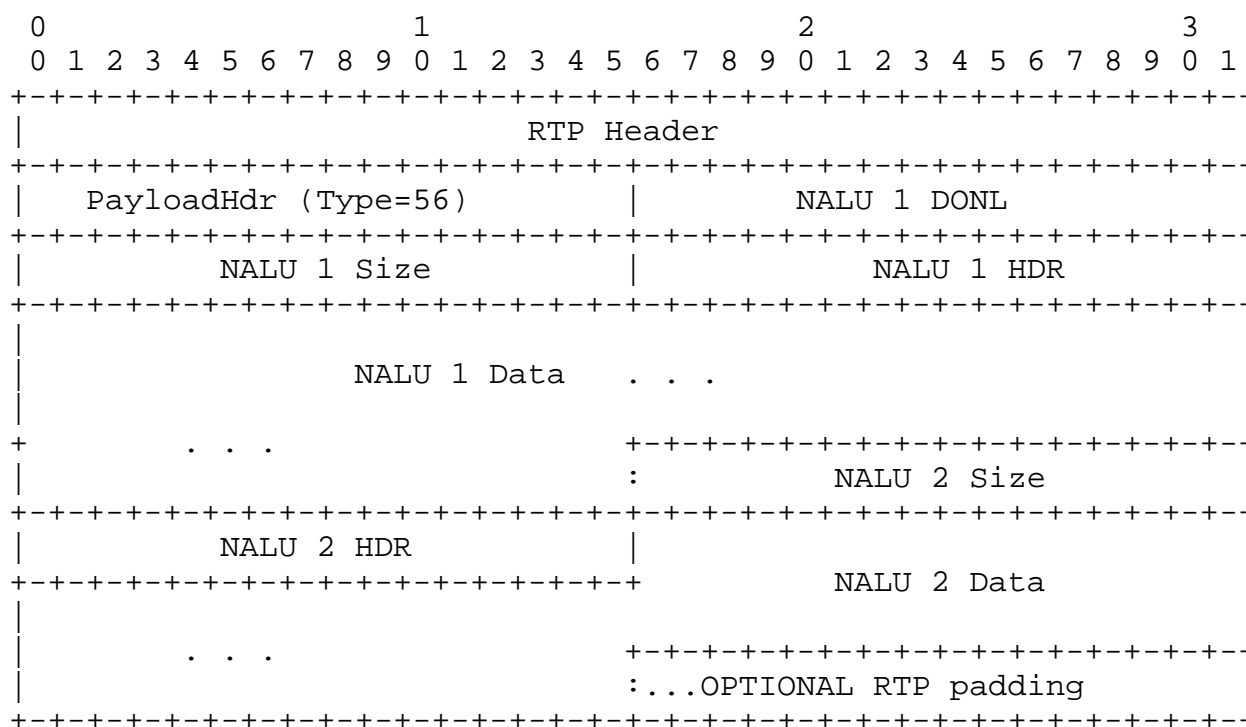 0                   1                   2                   3
0 1 2 3 4 5 6 7 8 9 0 1 2 3 4 5 6 7 8 9 0 1 2 3 4 5 6 7 8 9 0 1
RTP Header
PayloadHdr (Type=56) | NALU 1 DONL
NALU 1 Size | NALU 1 HDR
NALU 1 Data . . .
. . .
: NALU 2 Size
NALU 2 HDR |
NALU 2 Data
. . .
:...OPTIONAL RTP padding